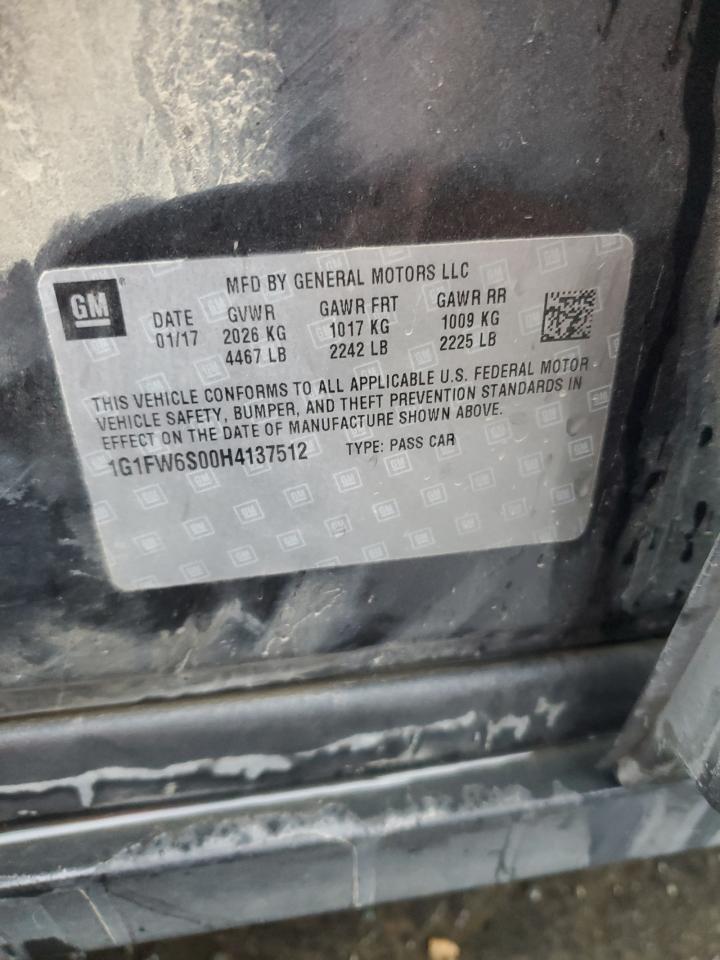 GM
MFD BY GENERAL MOTORS LLC
DATE GVWR GAWR FRT GAWR RR
01/17 2026 KG 1017 KG 1009 KG
4467 LB 2242 LB 2225 LB
THIS VEHICLE CONFORMS TO ALL APPLICABLE U.S. FEDERAL MOTOR
VEHICLE SAFETY, BUMPER, AND THEFT PREVENTION STANDARDS IN
EFFECT ON THE DATE OF MANUFACTURE SHOWN ABOVE.
1G1FW6S00H4137512 TYPE: PASS CAR